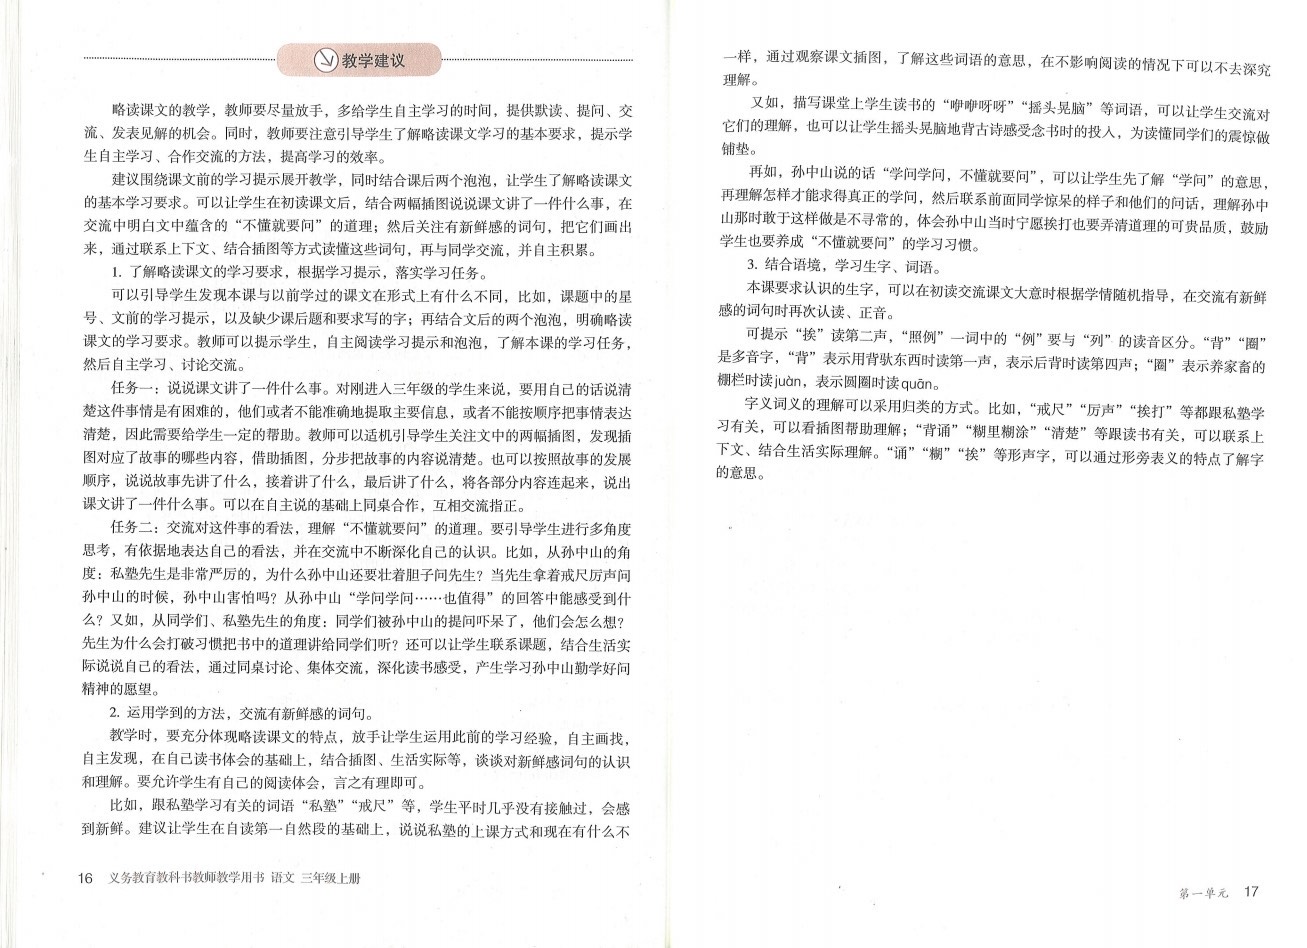 教学建议
略读课文的教学，教师要尽量放手，多给学生自主学习的时间，提供默读、提问、交
流、发表见解的机会。同时，教师要注意引导学生了解略读课文学习的基本要求，提示学
生自主学习、合作交流的方法，提高学习的效率。
建议围绕课文前的学习提示展开教学，同时结合课后两个泡泡，让学生了解略读课文
的基本学习要求。可以让学生在初读课文后，结合两幅插图说说课文讲了一件什么事，在
交流中明白文中蕴含的“不懂就要问”的道理；然后关注有新鲜感的词句，把它们画出
来，通过联系上下文、结合插图等方式读懂这些词句，再与同学交流，并自主积累。
1. 了解略读课文的学习要求，根据学习提示，落实学习任务。
可以引导学生发现本课与以前学过的课文在形式上有什么不同，比如，课题中的星
号、文前的学习提示，以及缺少课后题和要求写的字；再结合文后的两个泡泡，明确略读
课文的学习要求。教师可以提示学生，自主阅读学习提示和泡泡，了解本课的学习任务，
然后自主学习、讨论交流。
任务一：说说课文讲了一件什么事。对刚进人三年级的学生来说，要用自己的话说清
楚这件事情是有困难的，他们或者不能准确地提取主要信息，或者不能按顺序把事情表达
清楚，因此需要给学生一定的帮助。教师可以适机引导学生关注文中的两幅插图，发现插
图对应了故事的哪些内容，借助插图，分步把故事的内容说清楚。也可以按照故事的发展
顺序，说说故事先讲了什么，接着讲了什么，最后讲了什么，将各部分内容连起来，说出
课文讲了一件什么事。可以在自主说的基础上同桌合作，互相交流指正。
任务二：交流对这件事的看法，理解“不懂就要问”的道理。要引导学生进行多角度
思考，有依据地表达自己的看法，并在交流中不断深化自己的认识。比如，从孙中山的角
度：私塾先生是非常严厉的，为什么孙中山还要壮着胆子问先生？当先生拿着戒尺厉声问
孙中山的时候，孙中山害怕吗？从孙中山“学问学问……也值得”的回答中能感受到什
么？又如，从同学们、私塾先生的角度：同学们被孙中山的提问吓呆了，他们会怎么想？
先生为什么会打破习惯把书中的道理讲给同学们听？还可以让学生联系课题，结合生活实
际说说自己的看法，通过同桌讨论、集体交流，深化读书感受，产生学习孙中山勤学好问
精神的愿望。
2. 运用学到的方法，交流有新鲜感的词句。
教学时，要充分体现略读课文的特点，放手让学生运用此前的学习经验，自主画找，
自主发现，在自己读书体会的基础上，结合插图、生活实际等，谈谈对新鲜感词句的认识
和理解。要允许学生有自己的阅读体会，言之有理即可。
比如，跟私塾学习有关的词语“私塾”“戒尺”等，学生平时几乎没有接触过，会感
到新鲜。建议让学生在自读第一自然段的基础上，说说私塾的上课方式和现在有什么不
16 义务教育教科书教师教学用书 语文 三年级上册
一样，通过观察课文插图，了解这些词语的意思，在不影响阅读的情况下可以不去深究
理解。
又如，描写课堂上学生读书的“咿咿呀呀”“摇头晃脑”等词语，可以让学生交流对
它们的理解，也可以让学生摇头晃脑地背古诗感受念书时的投入，为读懂同学们的震惊做
铺垫。
再如，孙中山说的话“学问学问，不懂就要问”，可以让学生先了解“学问”的意思，
再理解怎样才能求得真正的学问，然后联系前面同学惊呆的样子和他们的问话，理解孙中
山那时敢于这样做是不寻常的，体会孙中山当时宁愿挨打也要弄清道理的可贵品质，鼓励
学生也要养成“不懂就要问”的学习习惯。
3. 结合语境，学习生字、词语。
本课要求认识的生字，可以在初读交流课文大意时根据学情随机指导，在交流有新鲜
感的词句时再次认读、正音。
可提示“挨”读第二声，“照例”一词中的“例”要与“列”的读音区分。“背”“圈”
是多音字，“背”表示用背驮东西时读第一声，表示后背时读第四声；“圈”表示养家畜的
棚栏时读juàn，表示圆圈时读quān。
字义词义的理解可以采用归类的方式。比如，“戒尺”“厉声”“挨打”等都跟私塾学
习有关，可以看插图帮助理解；“背诵”“糊里糊涂”“清楚”等跟读书有关，可以联系上
下文、结合生活实际理解。“诵”“糊”“挨”等形声字，可以通过形旁表义的特点了解字
的意思。
第一单元 17